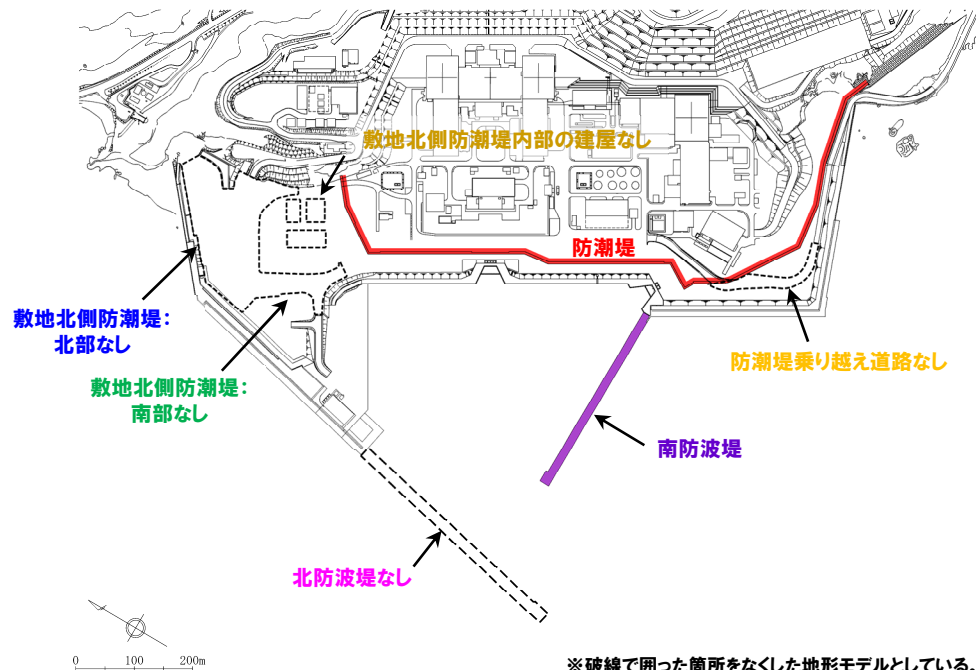 敷地北側防潮堤内部の建屋なし
防潮堤
敷地北側防潮堤：
北部なし
敷地北側防潮堤：
南部なし
防潮堤乗り越え道路なし
南防波堤
北防波堤なし
0 100 200m
※破線で囲った箇所をなくした地形モデルとしている。